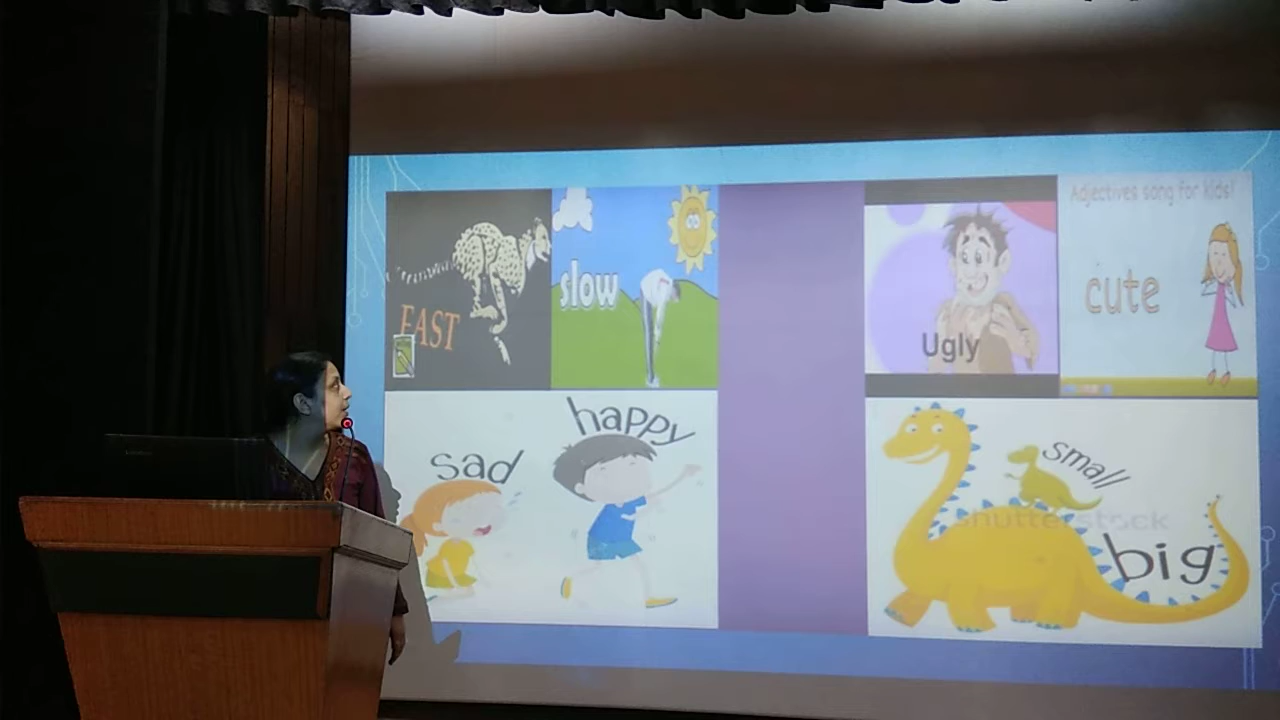 FAST
slow
sad
happy
Ugly
Adjectives song for kids!
cute
small
shutterstock
big